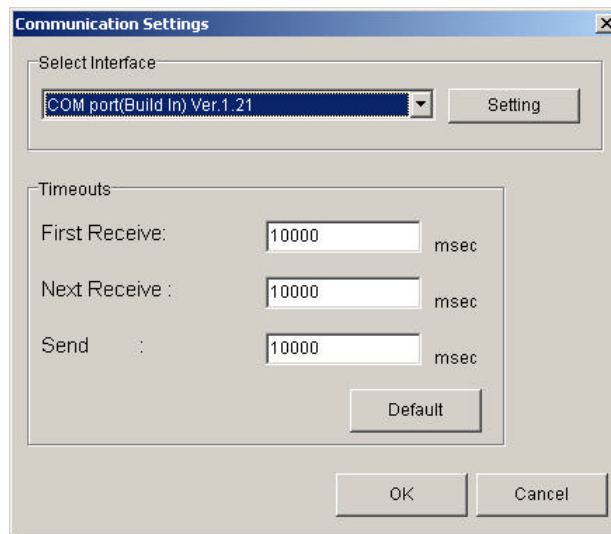 Communication Settings
Select Interface
COM port(Build In) Ver.1.21
Setting
Timeouts
First Receive: 10000 msec
Next Receive : 10000 msec
Send : 10000 msec
Default
OK Cancel